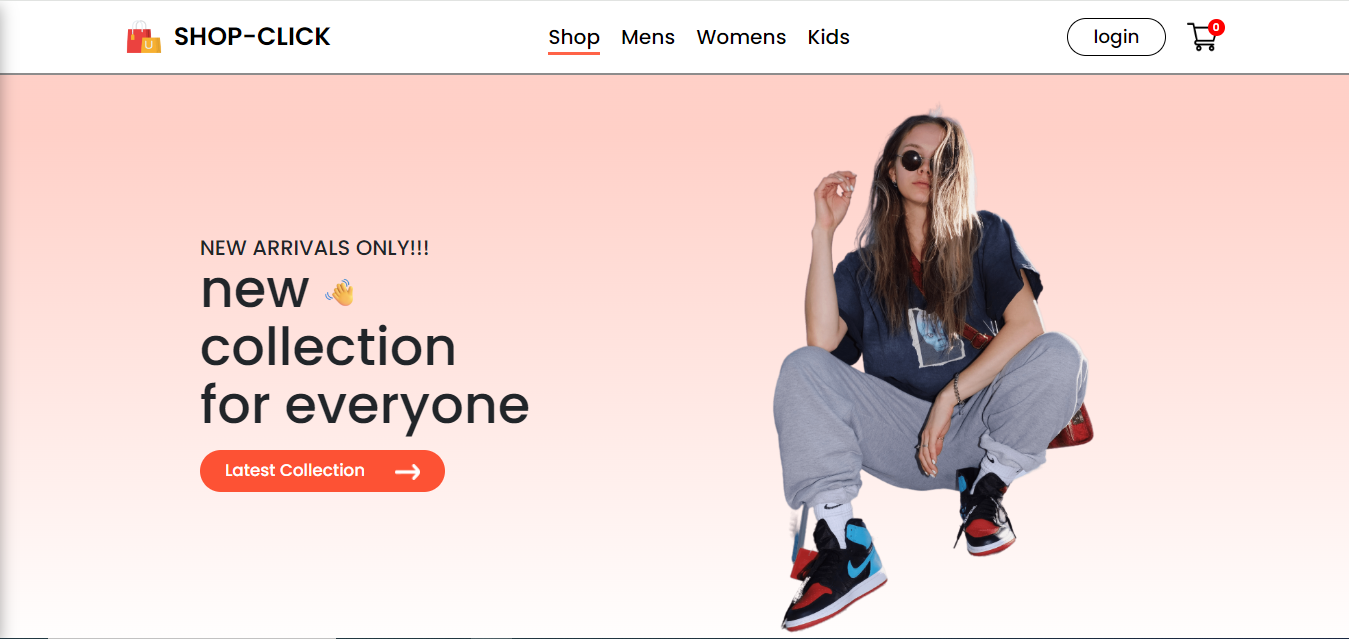 SHOP-CLICK
Shop Mens Womens Kids
login
0
NEW ARRIVALS ONLY!!!
new 👋
collection
for everyone
Latest Collection →